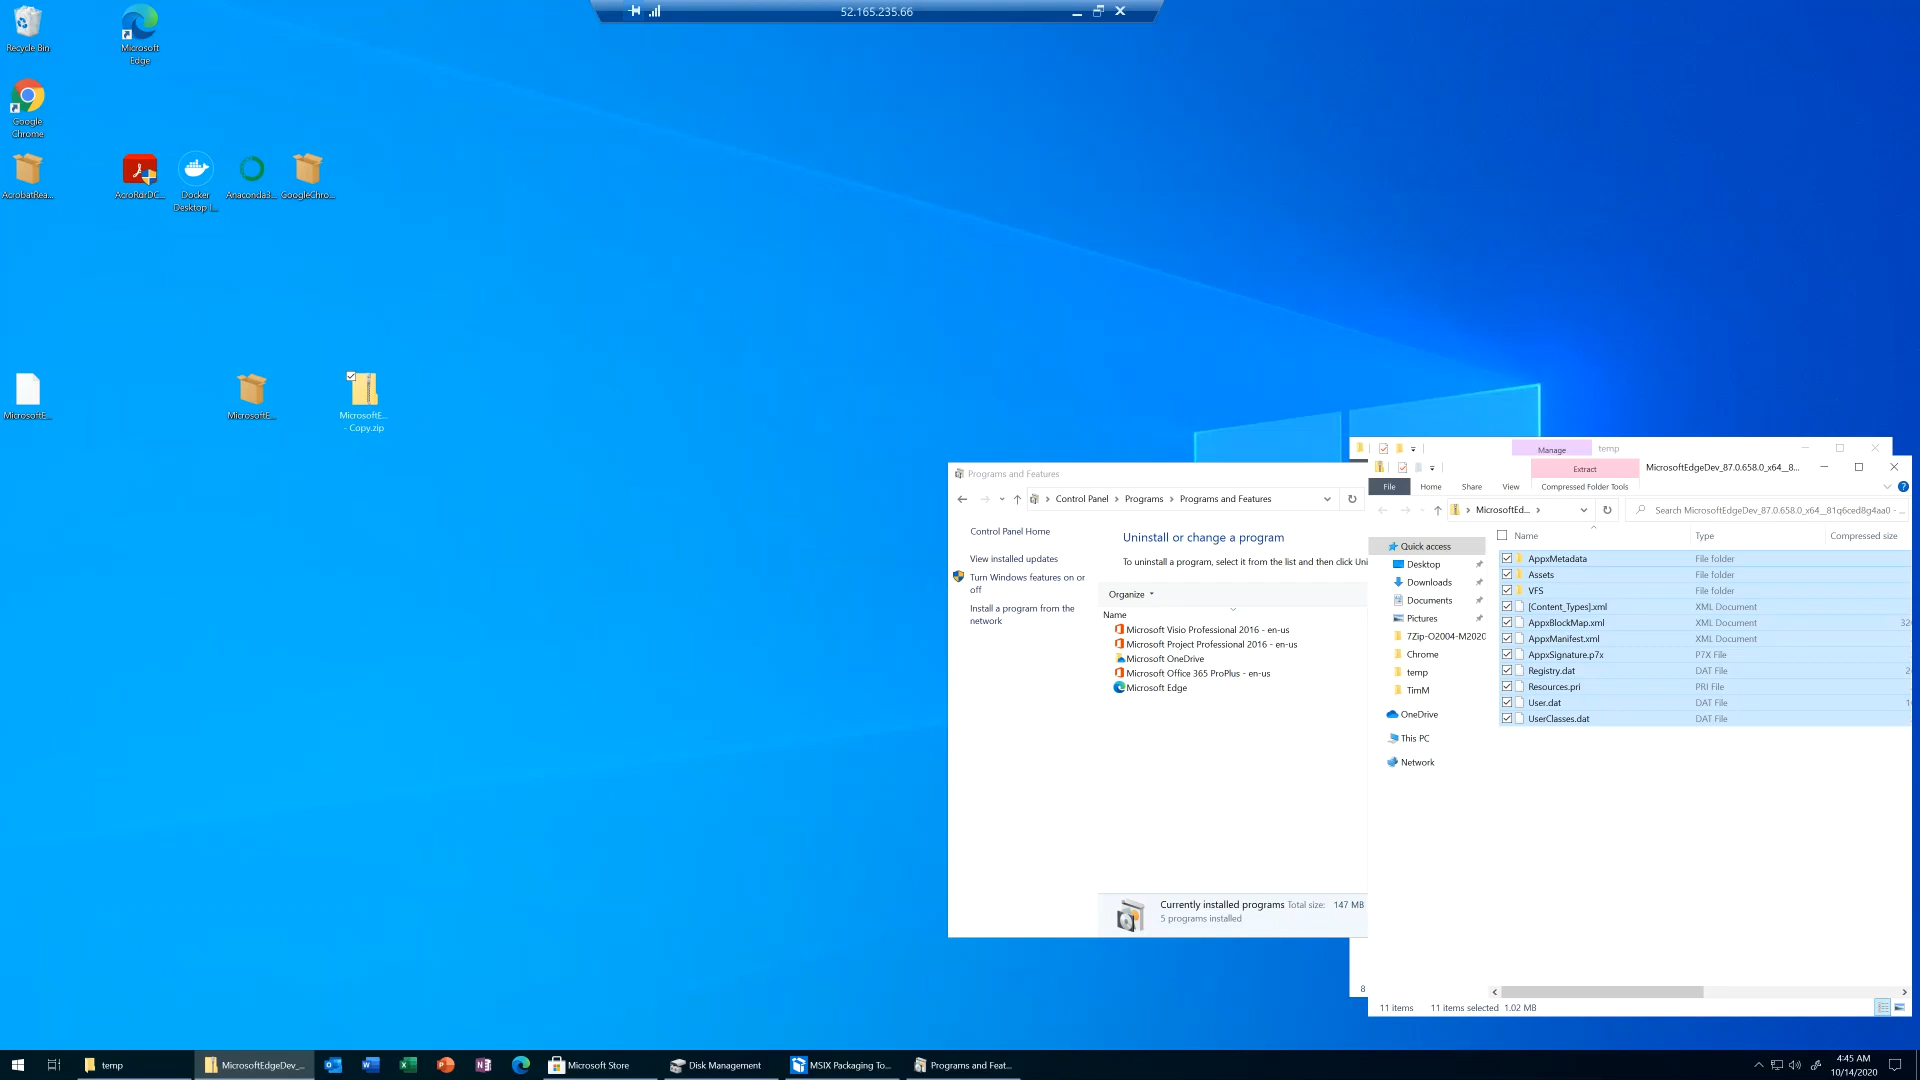 52.165.235.66
Recycle Bin
Microsoft
Edge
Google
Chrome
AcrobatRea...
AcroRdrDC...
Docker
Desktop I...
Anaconda3...
GoogleChro...
MicrosoftE...
MicrosoftE...
MicrosoftE...
- Copy.zip
Manage
temp
Programs and Features
Control Panel
Programs
Programs and Features
Control Panel Home
View installed updates
Turn Windows features on or
off
Install a program from the
network
Uninstall or change a program
To uninstall a program, select it from the list and then click Uni
Organize
Name
Microsoft Visio Professional 2016 - en-us
Microsoft Project Professional 2016 - en-us
Microsoft OneDrive
Microsoft Office 365 ProPlus - en-us
Microsoft Edge
Currently installed programs Total size: 147 MB
5 programs installed
8
Extract
MicrosoftEdgeDev_87.0.658.0_x64__8...
File
Home
Share
View
Compressed Folder Tools
MicrosoftEd...
Search MicrosoftEdgeDev_87.0.658.0_x64__81q6ced8g4aa0 - ...
Quick access
Desktop
Downloads
Documents
Pictures
7Zip-O2004-M2020
Chrome
temp
TimM
OneDrive
This PC
Network
Name Type Compressed size
AppxMetadata File folder
Assets File folder
VFS File folder
[Content_Types].xml XML Document
AppxBlockMap.xml XML Document
AppxManifest.xml XML Document
AppxSignature.p7x P7X File
Registry.dat DAT File
Resources.pri PRI File
User.dat DAT File
UserClasses.dat DAT File
11 items 11 items selected 1.02 MB
temp
MicrosoftEdgeDev_...
Microsoft Store
Disk Management
MSIX Packaging To...
Programs and Feat...
4:45 AM
10/14/2020